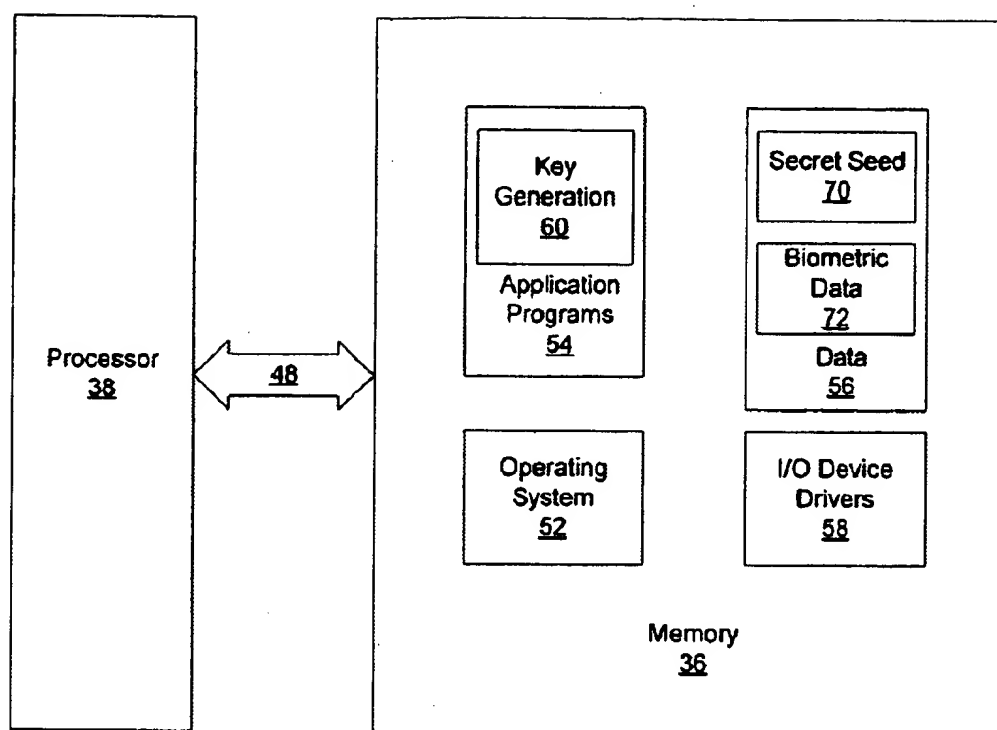 Processor
38
48
Key
Generation
60
Application
Programs
54
Secret Seed
70
Biometric
Data
72
Data
56
Operating
System
52
I/O Device
Drivers
58
Memory
36